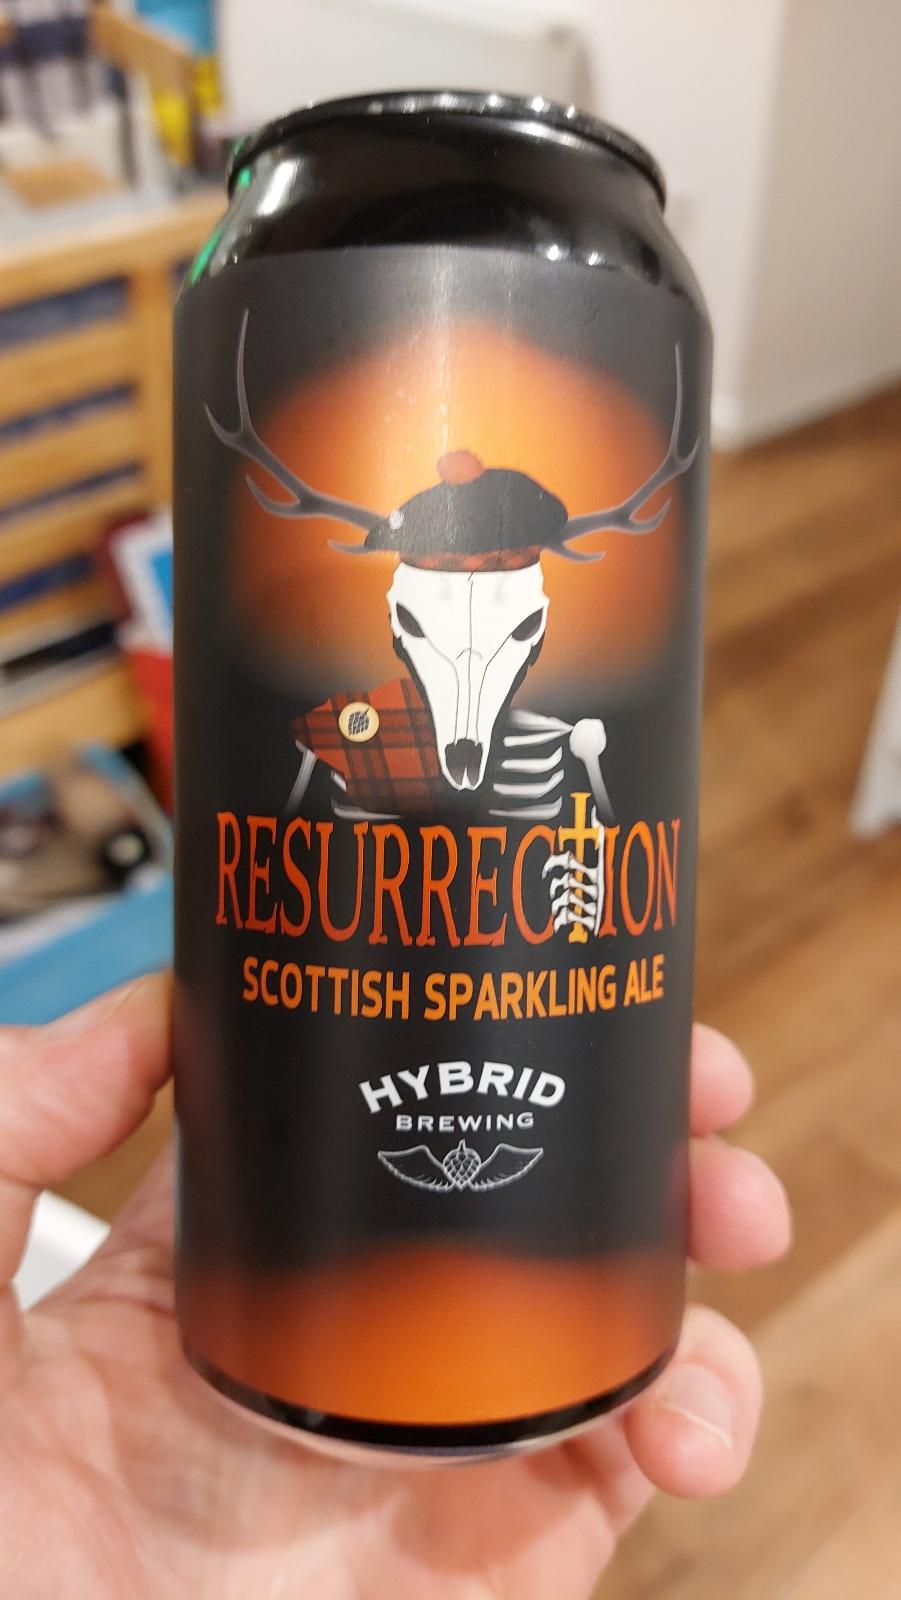 RESURRECTION
SCOTTISH SPARKLING ALE
HYBRID
BREWING